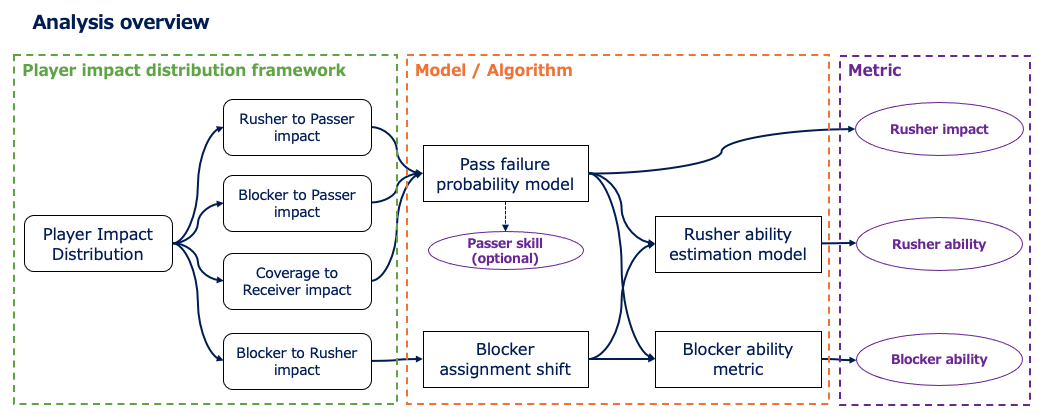 Analysis overview
Player impact distribution framework
Model / Algorithm
Metric
Player Impact
Distribution
Rusher to Passer
impact
Blocker to Passer
impact
Coverage to
Receiver impact
Blocker to Rusher
impact
Pass failure
probability model
Passer skill
(optional)
Blocker
assignment shift
Rusher ability
estimation model
Blocker ability
metric
Rusher impact
Rusher ability
Blocker ability